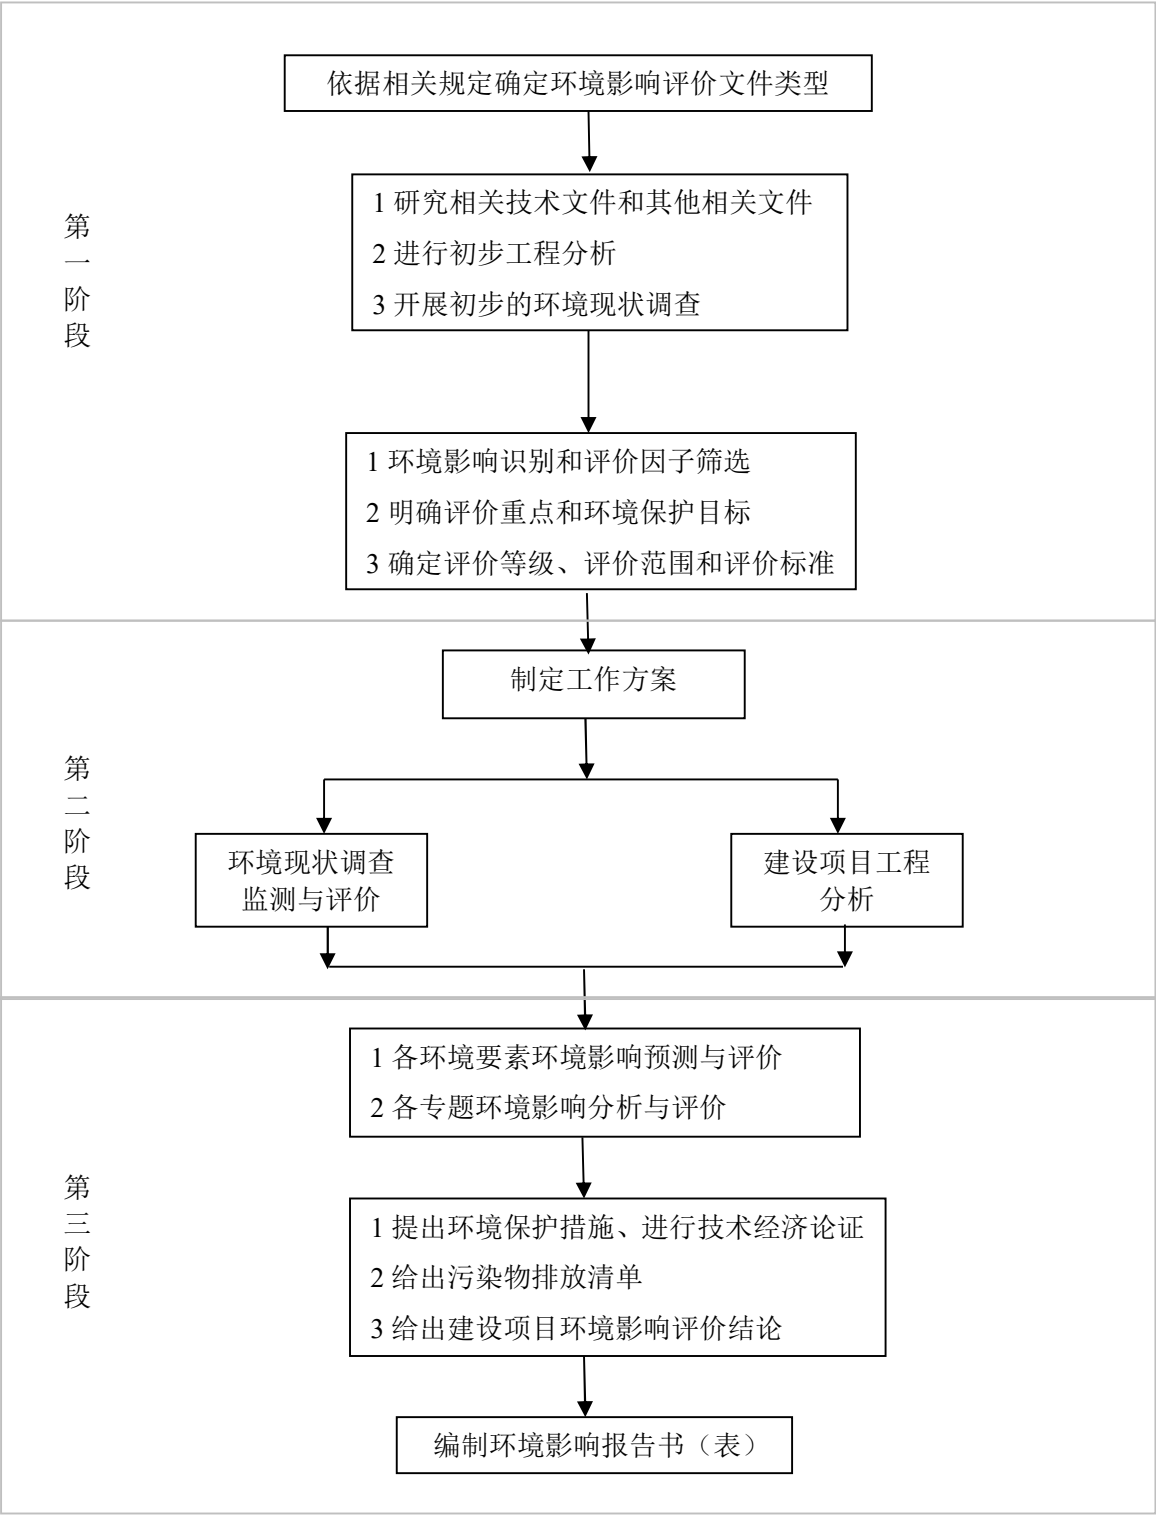 依据相关规定确定环境影响评价文件类型
第一阶段
1 研究相关技术文件和其他相关文件
2 进行初步工程分析
3 开展初步的环境现状调查
1 环境影响识别和评价因子筛选
2 明确评价重点和环境保护目标
3 确定评价等级、评价范围和评价标准
制定工作方案
第二阶段
环境现状调查
监测与评价
建设项目工程
分析
1 各环境要素环境影响预测与评价
2 各专题环境影响分析与评价
第三阶段
1 提出环境保护措施、进行技术经济论证
2 给出污染物排放清单
3 给出建设项目环境影响评价结论
编制环境影响报告书（表）